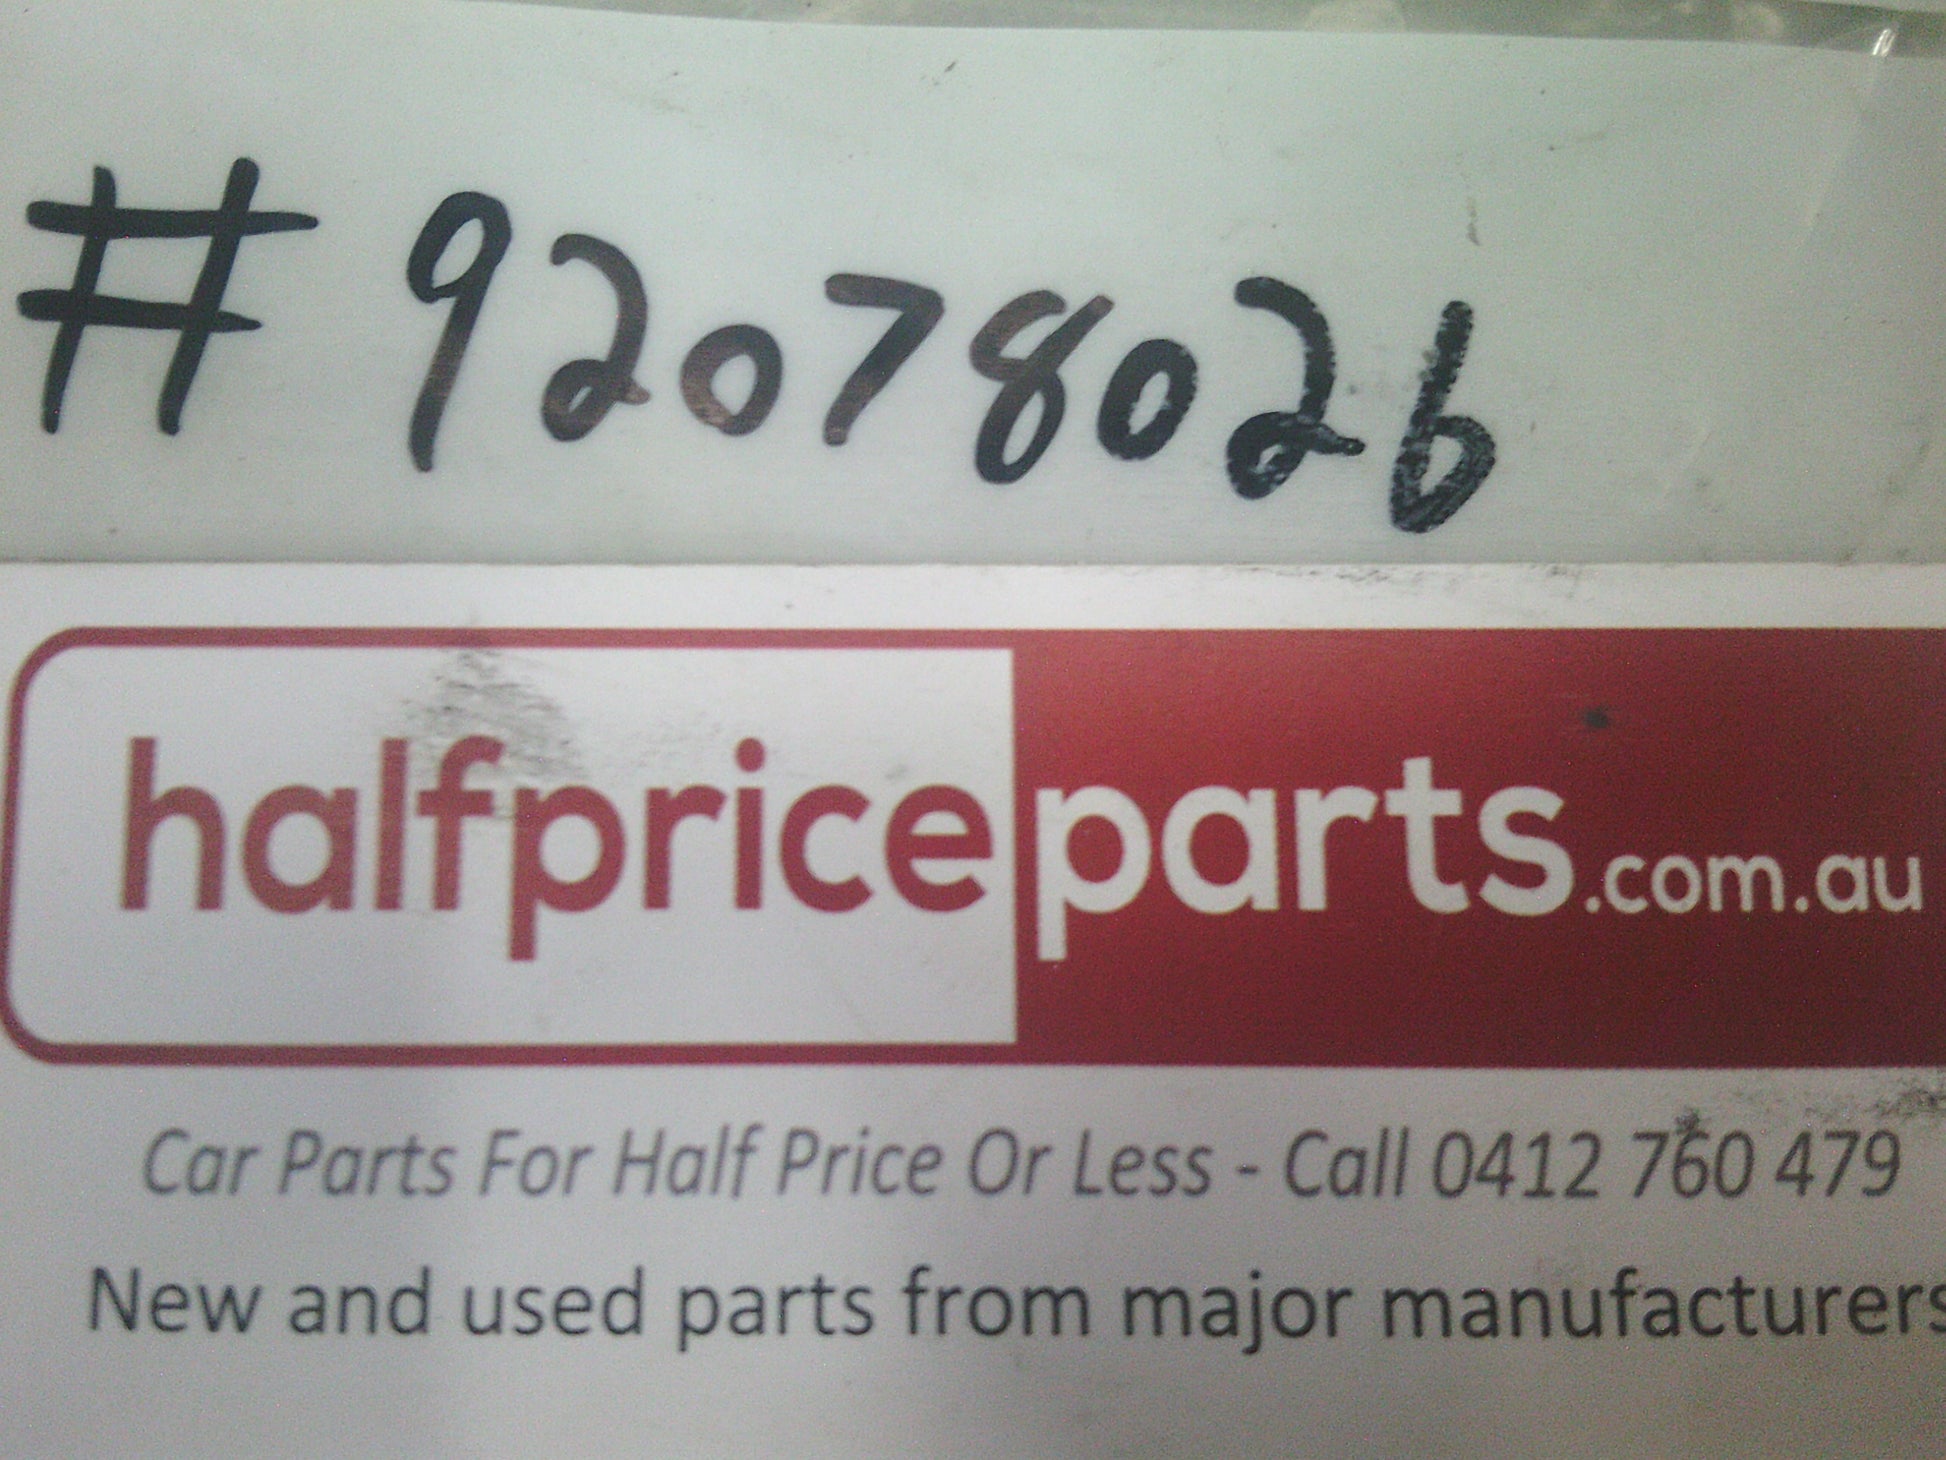 #92078026
halfpriceparts.com.au
Car Parts For Half Price Or Less - Call 0412 760 479
New and used parts from major manufacturers